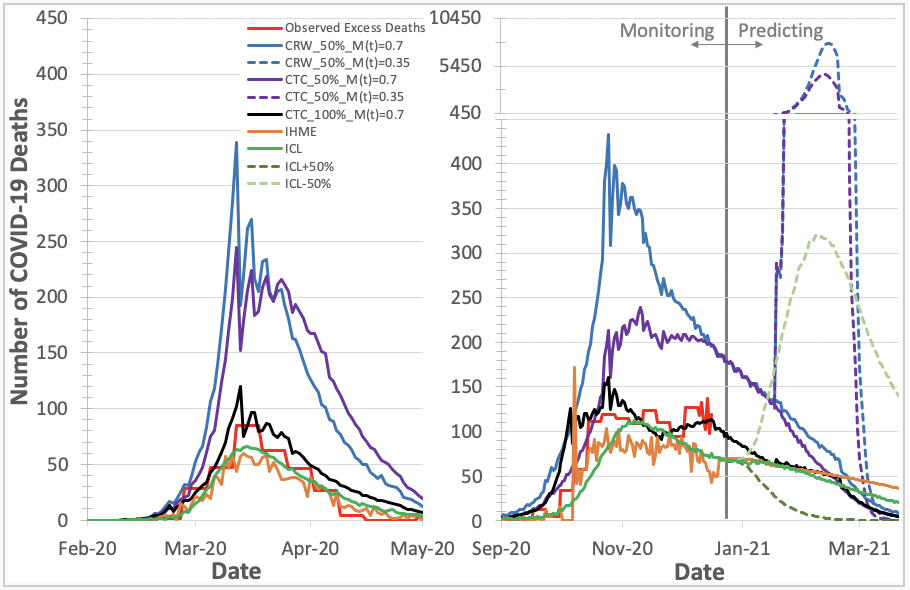 450
400
350
300
250
200
150
100
50
0
Number of COVID-19 Deaths
Feb-20 Mar-20 Apr-20 May-20
Date
Observed Excess Deaths
CRW_50%_M(t)=0.7
CRW_50%_M(t)=0.35
CTC_50%_M(t)=0.7
CTC_50%_M(t)=0.35
CTC_100%_M(t)=0.7
IHME
ICL
ICL+50%
ICL-50%
10450
5450
450
400
350
300
250
200
150
100
50
0
Monitoring Predicting
Sep-20 Nov-20 Jan-21 Mar-21
Date